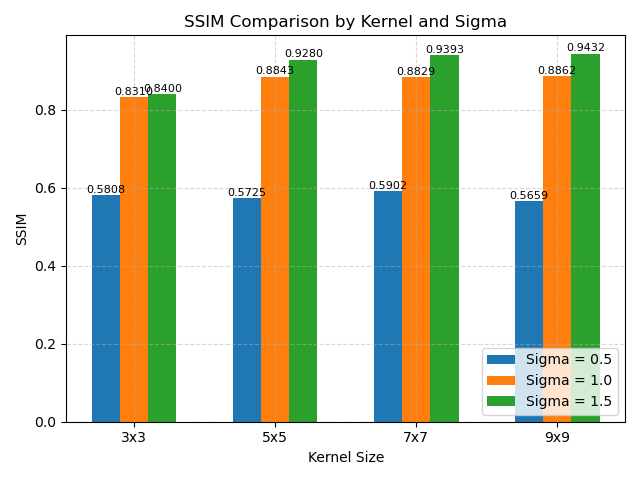 SSIM Comparison by Kernel and Sigma
SSIM
0.8
0.6
0.4
0.2
0.0
0.5808
0.8310
0.8400
0.5725
0.8843
0.9280
0.5902
0.8829
0.9393
0.5659
0.8862
0.9432
Sigma = 0.5
Sigma = 1.0
Sigma = 1.5
3x3
5x5
7x7
9x9
Kernel Size